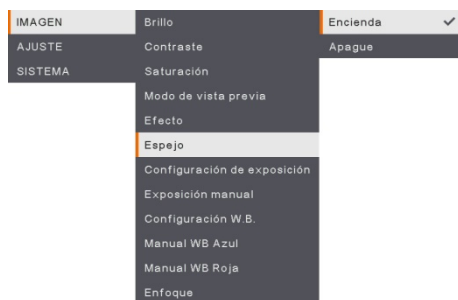 IMAGEN
AJUSTE
SISTEMA
Brillo
Contraste
Saturación
Modo de vista previa
Efecto
Espejo
Configuración de exposición
Exposición manual
Configuración W.B.
Manual WB Azul
Manual WB Roja
Enfoque
Encienda
Apague